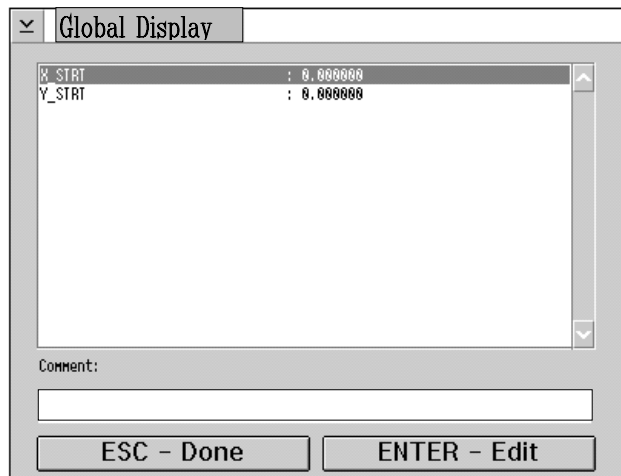 Global Display
X_STRT : 0.000000
Y_STRT : 0.000000
Comment:
ESC - Done ENTER - Edit